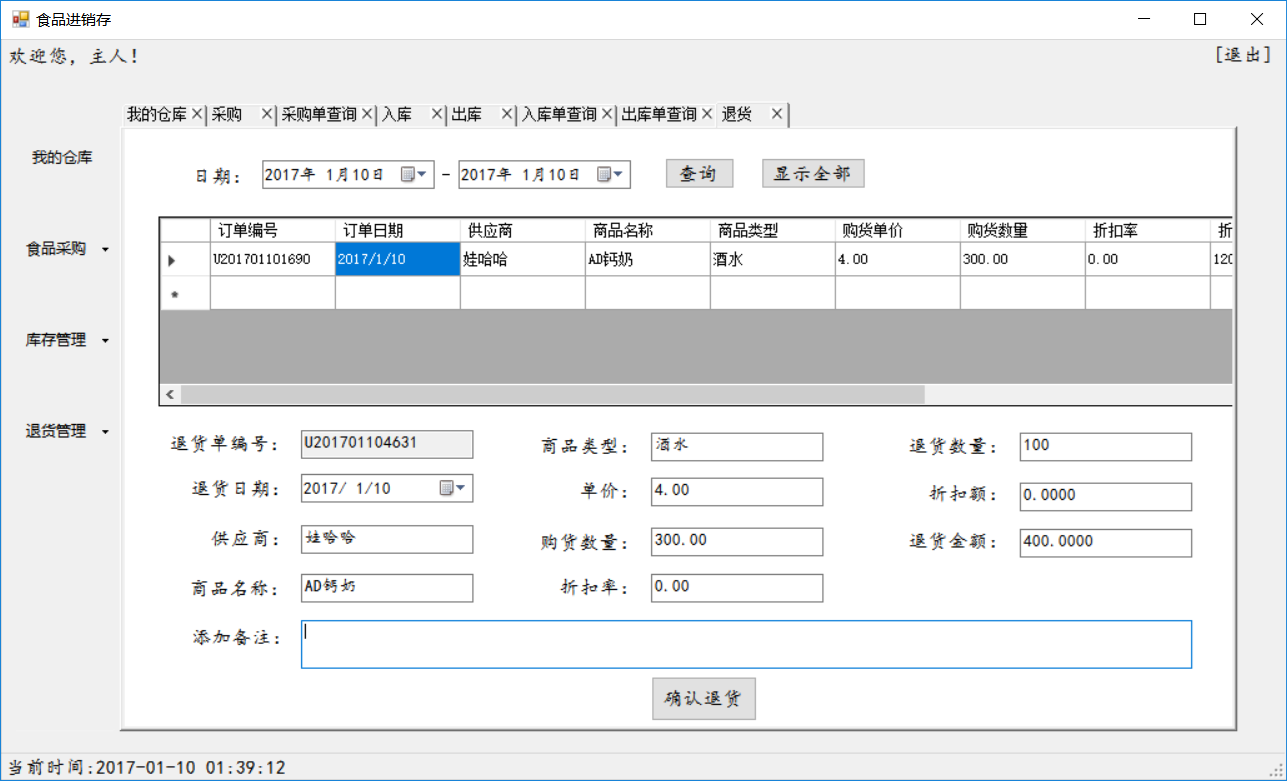 食品进销存
欢迎您，主人！ [退出]
我的仓库 采购 采购单查询 入库 出库 入库单查询 出库单查询 退货
我的仓库
食品采购
库存管理
退货管理
日期： 2017年 1月10日 - 2017年 1月10日 查询 显示全部
订单编号 订单日期 供应商 商品名称 商品类型 购货单价 购货数量 折扣率 折
U201701101690 2017/1/10 娃哈哈 AD钙奶 酒水 4.00 300.00 0.00 120
*
退货单编号： U201701104631 商品类型： 酒水 退货数量： 100
退货日期： 2017/ 1/10 单价： 4.00 折扣额： 0.0000
供应商： 娃哈哈 购货数量： 300.00 退货金额： 400.0000
商品名称： AD钙奶 折扣率： 0.00
添加备注：
确认退货
当前时间:2017-01-10 01:39:12